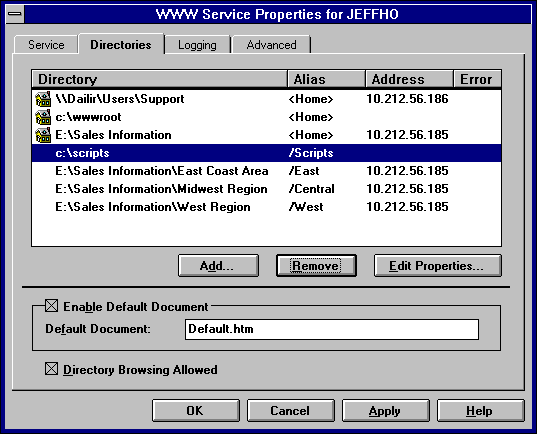 WWW Service Properties for JEFFHO
Service Directories Logging Advanced
Directory Alias Address Error
\\Dailir\Users\Support <Home> 10.212.56.186
c:\wwwroot <Home>
E:\Sales Information <Home> 10.212.56.185
c:\scripts /Scripts
E:\Sales Information\East Coast Area /East 10.212.56.185
E:\Sales Information\Midwest Region /Central 10.212.56.185
E:\Sales Information\West Region /West 10.212.56.185
Add... Remove Edit Properties...
Enable Default Document
Default Document: Default.htm
Directory Browsing Allowed
OK Cancel Apply Help